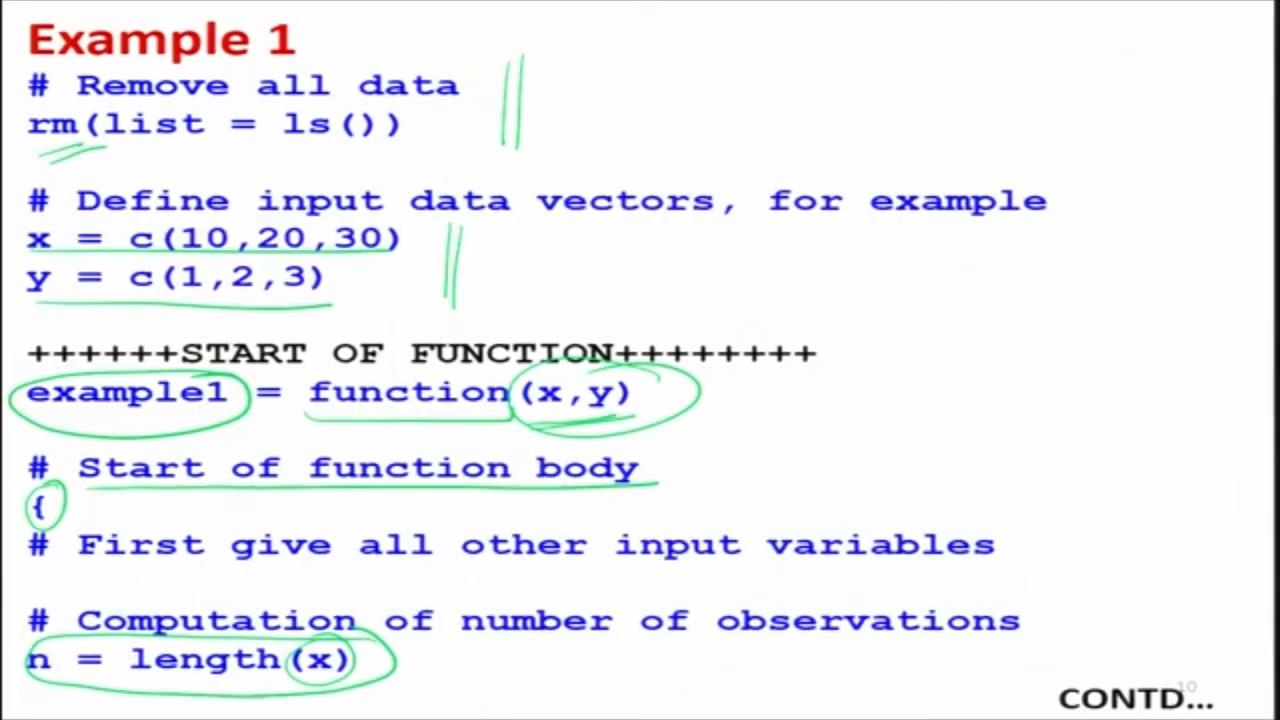 Example 1
# Remove all data
rm(list = ls())
# Define input data vectors, for example
x = c(10,20,30)
y = c(1,2,3)
++++++START OF FUNCTION++++++++
example1 = function(x,y)
# Start of function body
{
# First give all other input variables
# Computation of number of observations
n = length(x)
10
CONTD...